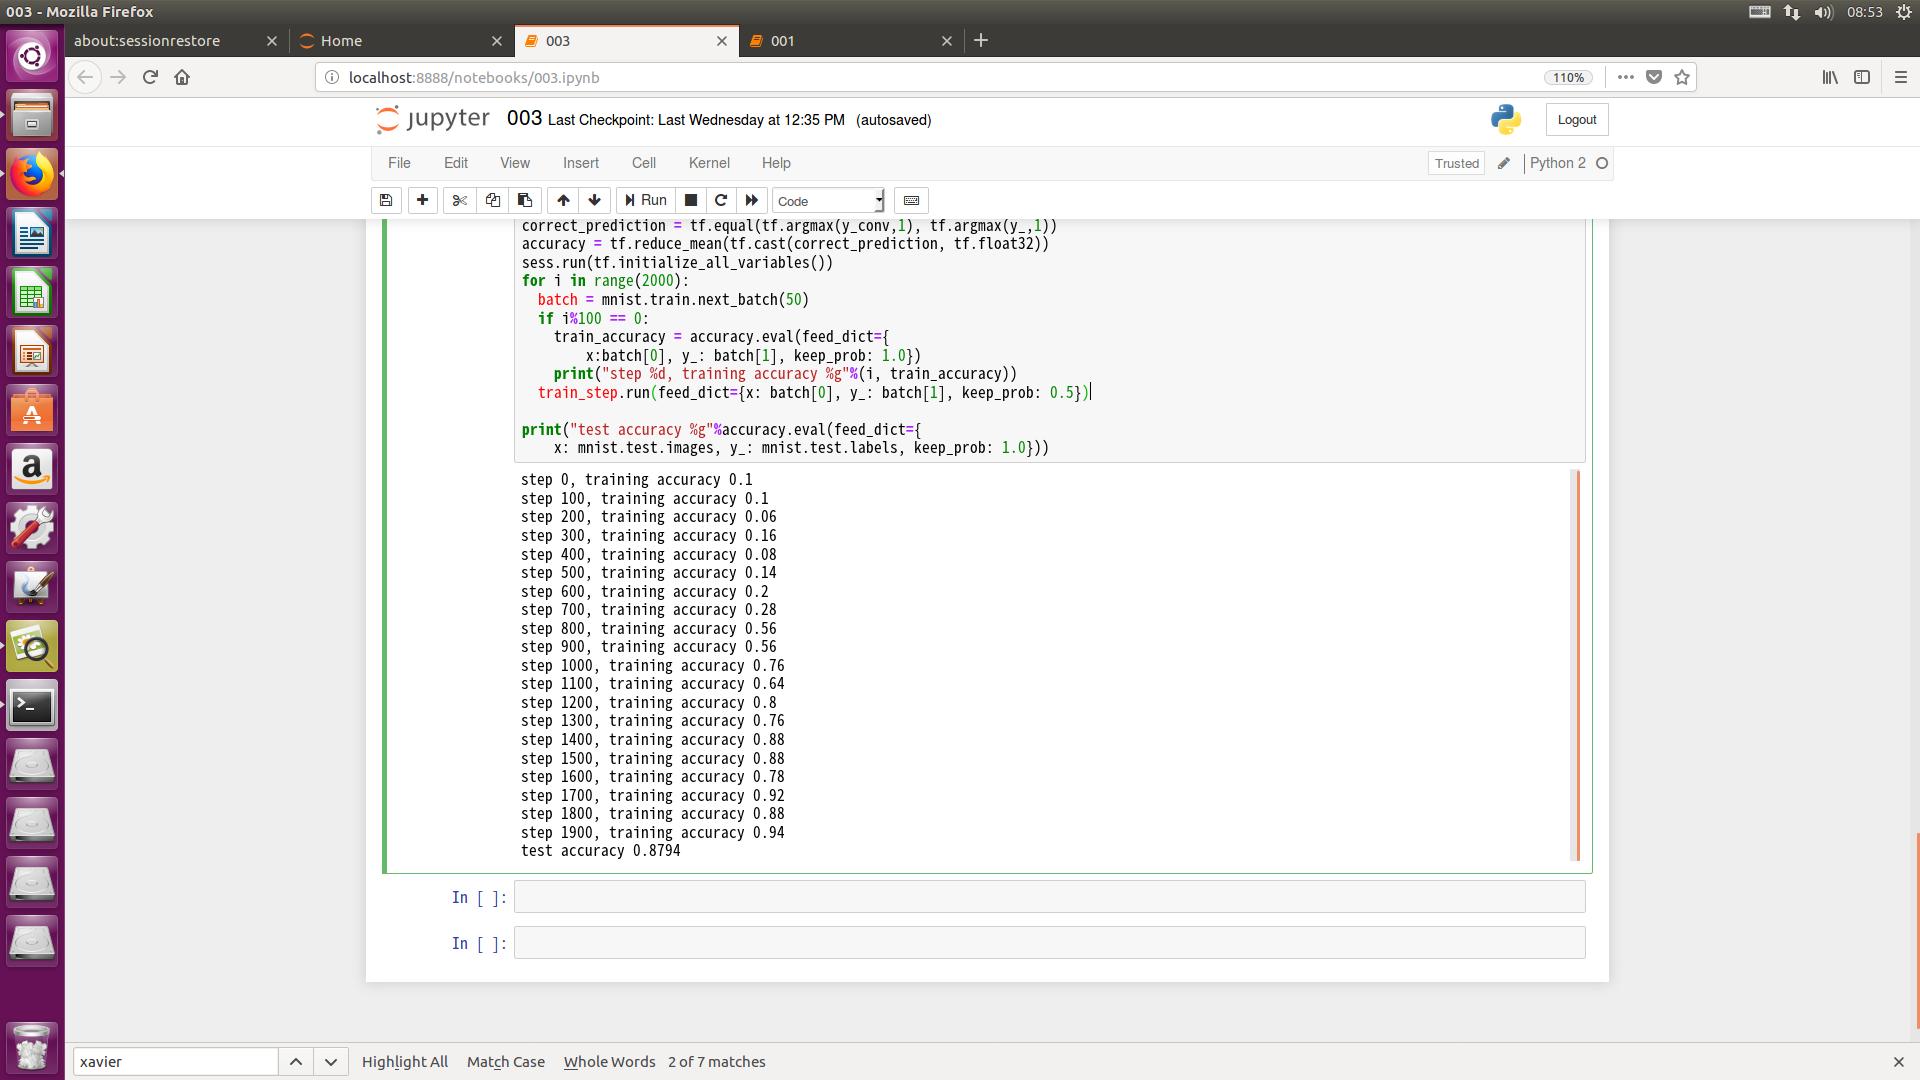 003 - Mozilla Firefox
08:53
about:sessionrestore
Home
003
001
localhost:8888/notebooks/003.ipynb
110%
jupyter 003 Last Checkpoint: Last Wednesday at 12:35 PM (autosaved)
Logout
File Edit View Insert Cell Kernel Help
Trusted
Python 2
Run
Code
correct_prediction = tf.equal(tf.argmax(y_conv,1), tf.argmax(y_,1))
accuracy = tf.reduce_mean(tf.cast(correct_prediction, tf.float32))
sess.run(tf.initialize_all_variables())
for i in range(2000):
  batch = mnist.train.next_batch(50)
  if i%100 == 0:
    train_accuracy = accuracy.eval(feed_dict={
        x:batch[0], y_: batch[1], keep_prob: 1.0})
    print("step %d, training accuracy %g"%(i, train_accuracy))
  train_step.run(feed_dict={x: batch[0], y_: batch[1], keep_prob: 0.5})
print("test accuracy %g"%accuracy.eval(feed_dict={
    x: mnist.test.images, y_: mnist.test.labels, keep_prob: 1.0}))
step 0, training accuracy 0.1
step 100, training accuracy 0.1
step 200, training accuracy 0.06
step 300, training accuracy 0.16
step 400, training accuracy 0.08
step 500, training accuracy 0.14
step 600, training accuracy 0.2
step 700, training accuracy 0.28
step 800, training accuracy 0.56
step 900, training accuracy 0.56
step 1000, training accuracy 0.76
step 1100, training accuracy 0.64
step 1200, training accuracy 0.8
step 1300, training accuracy 0.76
step 1400, training accuracy 0.88
step 1500, training accuracy 0.88
step 1600, training accuracy 0.78
step 1700, training accuracy 0.92
step 1800, training accuracy 0.88
step 1900, training accuracy 0.94
test accuracy 0.8794
In [ ]:
In [ ]:
xavier
Highlight All
Match Case
Whole Words
2 of 7 matches